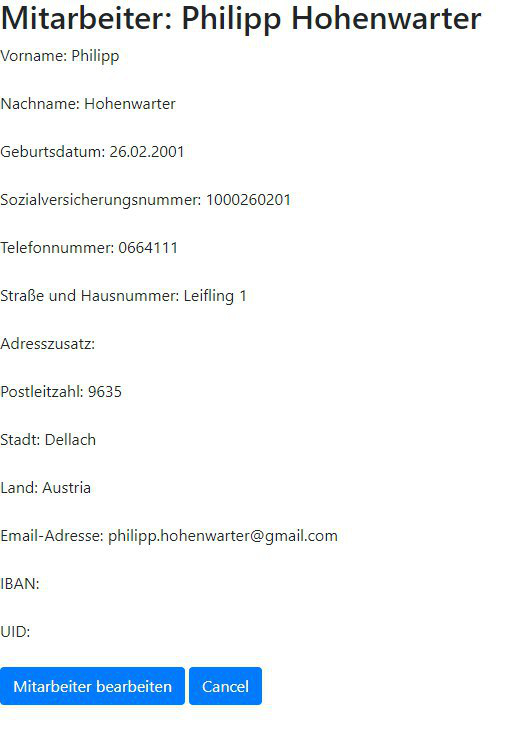 Mitarbeiter: Philipp Hohenwarter
Vorname: Philipp
Nachname: Hohenwarter
Geburtsdatum: 26.02.2001
Sozialversicherungsnummer: 1000260201
Telefonnummer: 0664111
Straße und Hausnummer: Leifling 1
Adresszusatz:
Postleitzahl: 9635
Stadt: Dellach
Land: Austria
Email-Adresse: philipp.hohenwarter@gmail.com
IBAN:
UID:
Mitarbeiter bearbeiten Cancel